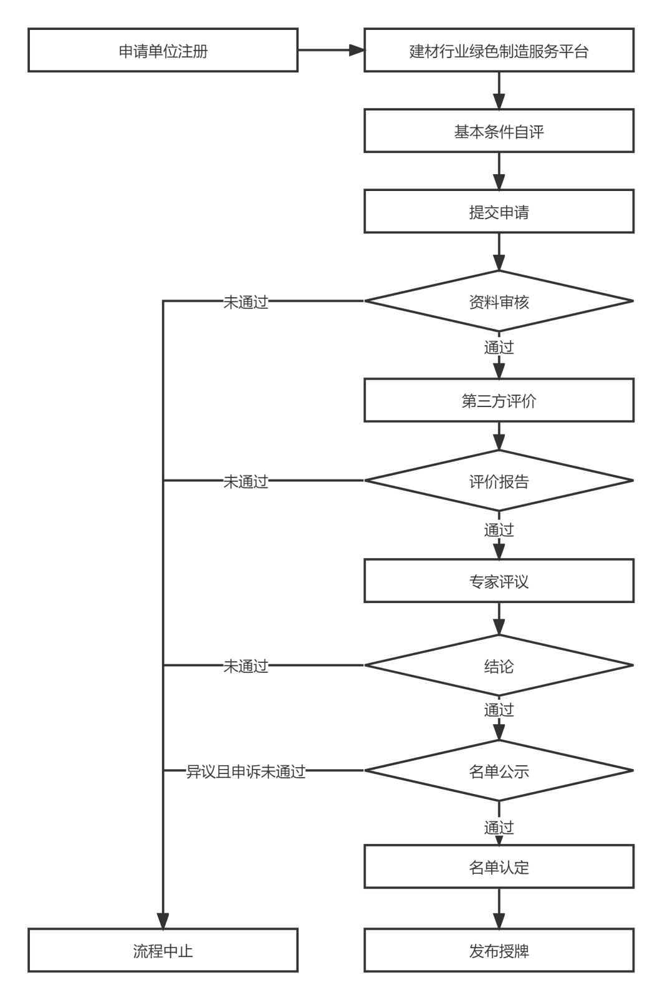 申请单位注册
建材行业绿色制造服务平台
基本条件自评
提交申请
资料审核
未通过
通过
第三方评价
评价报告
未通过
通过
专家评议
结论
未通过
通过
名单公示
异议且申诉未通过
通过
名单认定
流程中止
发布授牌